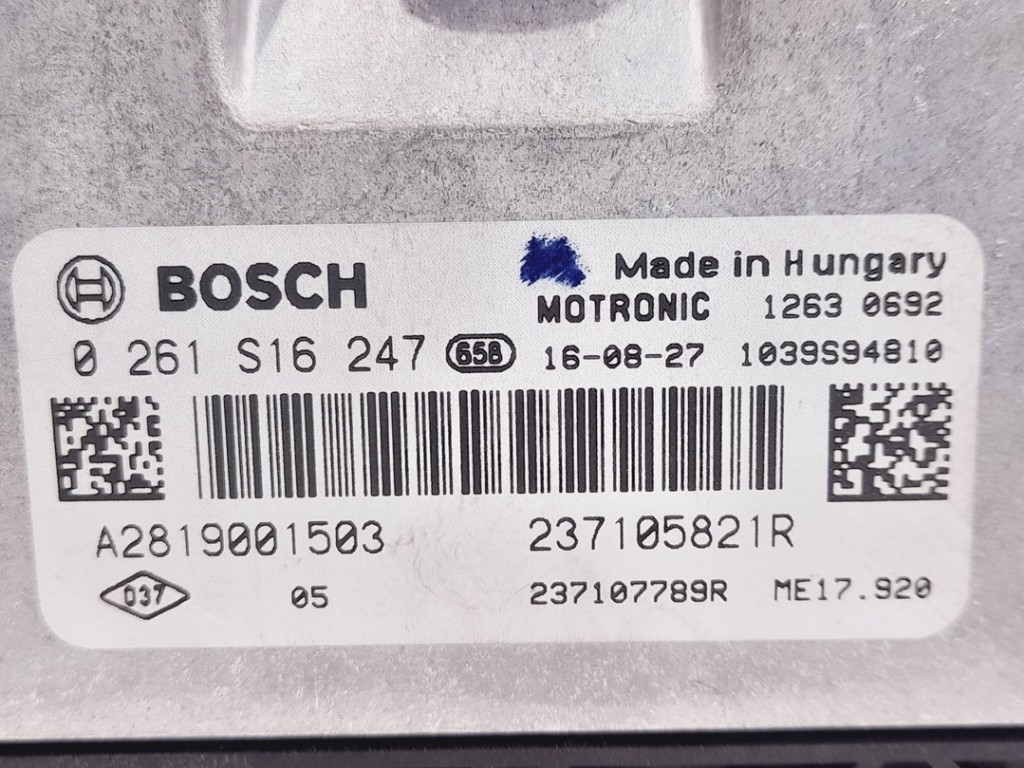 BOSCH Made in Hungary
MOTRONIC 1263 0692
0 261 S16 247 658 16-08-27 1039S94810
A2819001503 237105821R
037 05 237107789R ME17.920